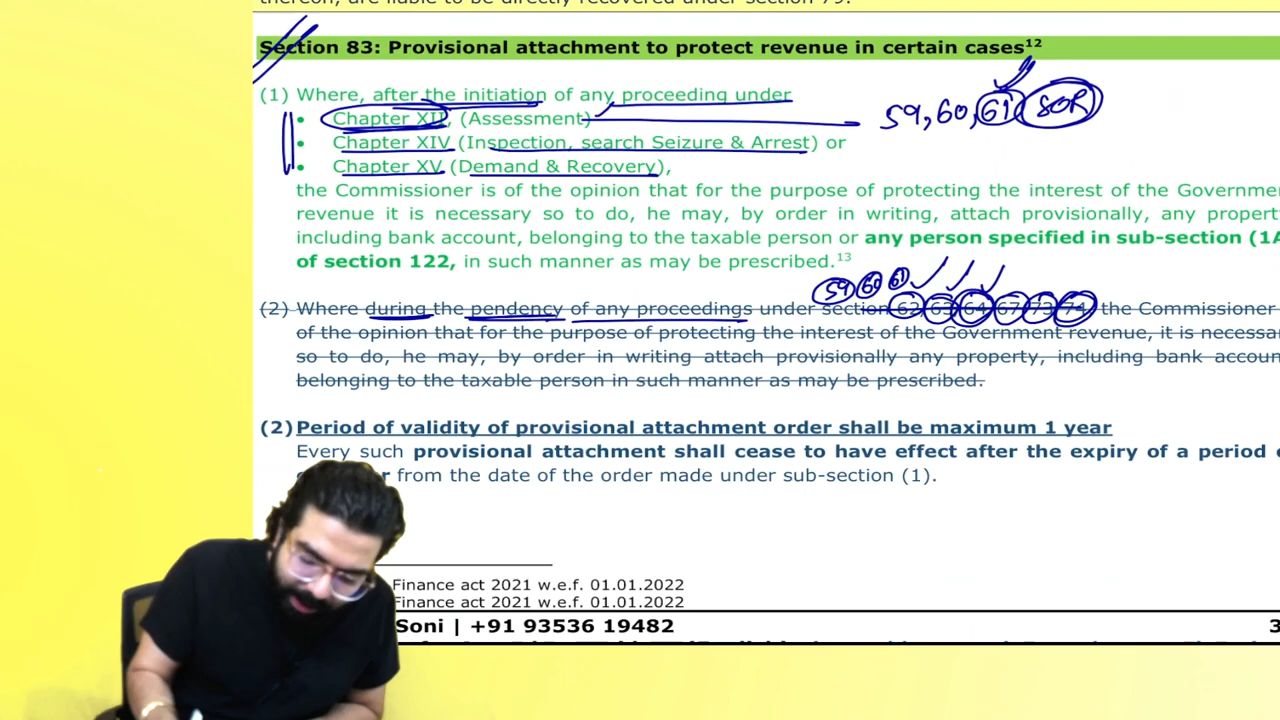 thereon, are liable to be directly recovered under section 79.
Section 83: Provisional attachment to protect revenue in certain cases¹²
(1) Where, after the initiation of any proceeding under
• Chapter XII, (Assessment)
59, 60, 61 SOR
• Chapter XIV (Inspection, search Seizure & Arrest) or
• Chapter XV (Demand & Recovery),
the Commissioner is of the opinion that for the purpose of protecting the interest of the Governme
revenue it is necessary so to do, he may, by order in writing, attach provisionally, any propert
including bank account, belonging to the taxable person or any person specified in sub-section (1A
of section 122, in such manner as may be prescribed.¹³
59 60 61
(2) Where during the pendency of any proceedings under section 62, 63, 64, 67, 73, 74, the Commissioner
of the opinion that for the purpose of protecting the interest of the Government revenue, it is necessa
so to do, he may, by order in writing attach provisionally any property, including bank accoun
belonging to the taxable person in such manner as may be prescribed.
(2) Period of validity of provisional attachment order shall be maximum 1 year
Every such provisional attachment shall cease to have effect after the expiry of a period
from the date of the order made under sub-section (1).
Finance act 2021 w.e.f. 01.01.2022
Finance act 2021 w.e.f. 01.01.2022
Soni | +91 93536 19482
3